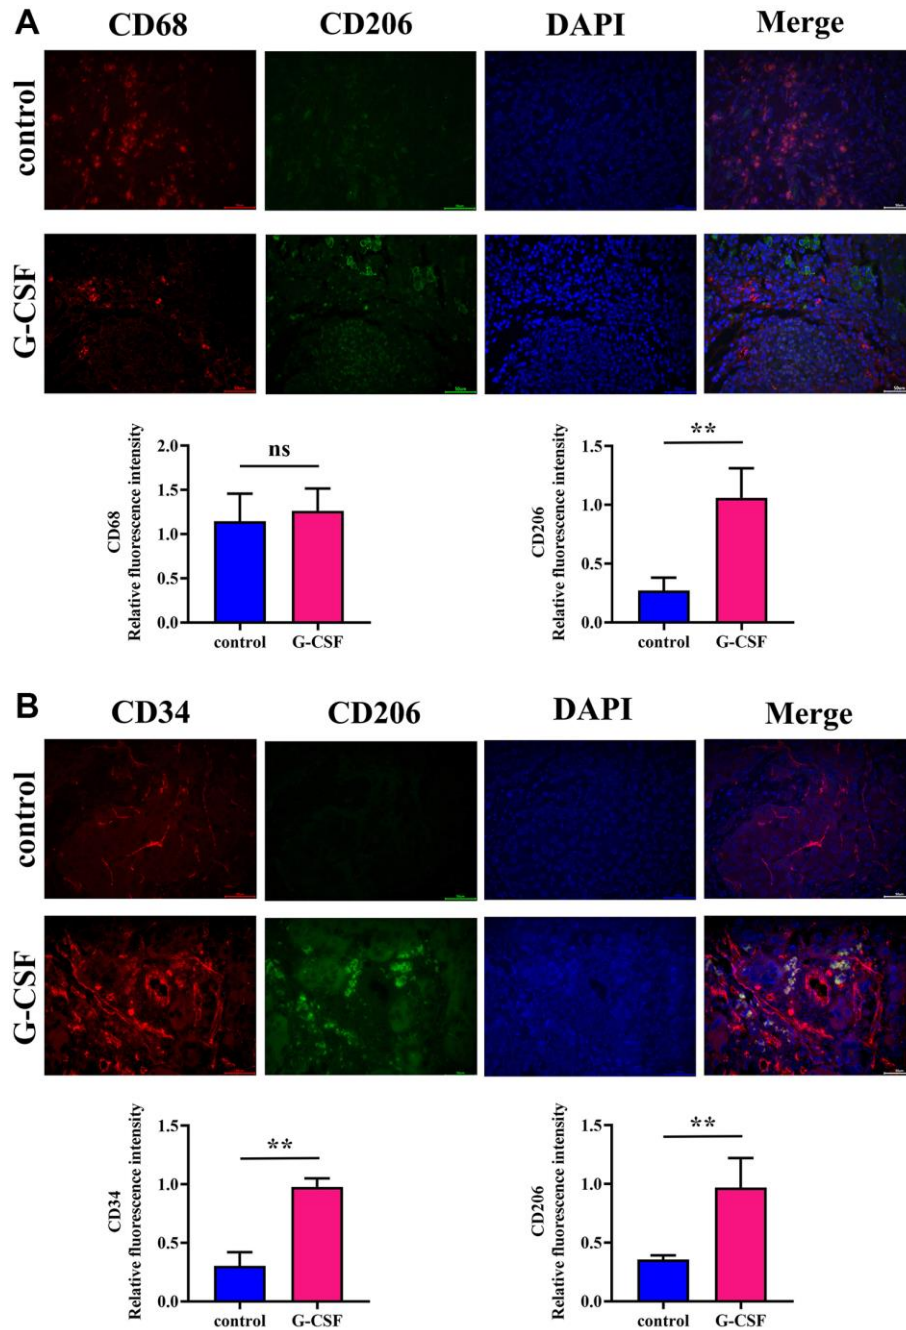 A
CD68 CD206 DAPI Merge
control
G-CSF
CD68
Relative fluorescence intensity
2.0
1.5
1.0
0.5
0.0
ns
control G-CSF
CD206
Relative fluorescence intensity
1.5
1.0
0.5
0.0
**
control G-CSF
B
CD34 CD206 DAPI Merge
control
G-CSF
CD34
Relative fluorescence intensity
1.5
1.0
0.5
0.0
**
control G-CSF
CD206
Relative fluorescence intensity
1.5
1.0
0.5
0.0
**
control G-CSF